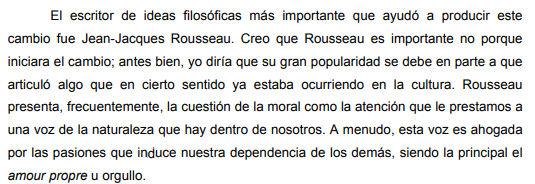 El escritor de ideas filosóficas más importante que ayudó a producir este
cambio fue Jean-Jacques Rousseau. Creo que Rousseau es importante no porque
iniciara el cambio; antes bien, yo diría que su gran popularidad se debe en parte a que
articuló algo que en cierto sentido ya estaba ocurriendo en la cultura. Rousseau
presenta, frecuentemente, la cuestión de la moral como la atención que le prestamos a
una voz de la naturaleza que hay dentro de nosotros. A menudo, esta voz es ahogada
por las pasiones que induce nuestra dependencia de los demás, siendo la principal el
amour propre u orgullo.